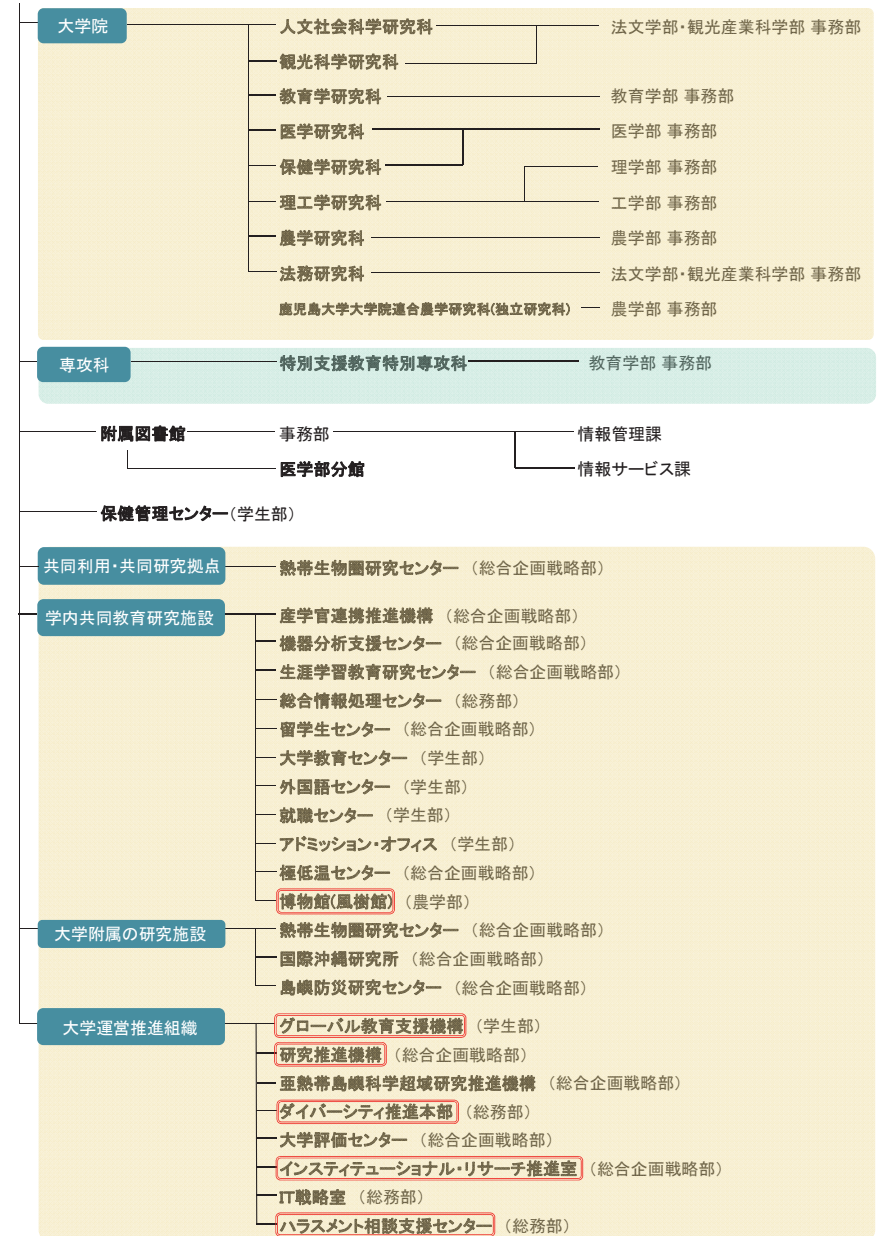 大学院 人文社会科学研究科 法文学部・観光産業科学部 事務部
観光科学研究科
教育学研究科 教育学部 事務部
医学研究科 医学部 事務部
保健学研究科 理学部 事務部
理工学研究科 工学部 事務部
農学研究科 農学部 事務部
法務研究科 法文学部・観光産業科学部 事務部
鹿児島大学大学院連合農学研究科(独立研究科) 農学部 事務部
専攻科 特別支援教育特別専攻科 教育学部 事務部
附属図書館 事務部 情報管理課
医学部分館 情報サービス課
保健管理センター(学生部)
共同利用・共同研究拠点 熱帯生物圏研究センター (総合企画戦略部)
学内共同教育研究施設 産学官連携推進機構 (総合企画戦略部)
機器分析支援センター (総合企画戦略部)
生涯学習教育研究センター (総合企画戦略部)
総合情報処理センター (総務部)
留学生センター (総合企画戦略部)
大学教育センター (学生部)
外国語センター (学生部)
就職センター (学生部)
アドミッション・オフィス (学生部)
極低温センター (総合企画戦略部)
博物館(風樹館) (農学部)
大学附属の研究施設 熱帯生物圏研究センター (総合企画戦略部)
国際沖縄研究所 (総合企画戦略部)
島嶼防災研究センター (総合企画戦略部)
大学運営推進組織 グローバル教育支援機構 (学生部)
研究推進機構 (総合企画戦略部)
亜熱帯島嶼科学超域研究推進機構 (総合企画戦略部)
ダイバーシティ推進本部 (総務部)
大学評価センター (総合企画戦略部)
インスティテューショナル・リサーチ推進室 (総合企画戦略部)
IT戦略室 (総務部)
ハラスメント相談支援センター (総務部)